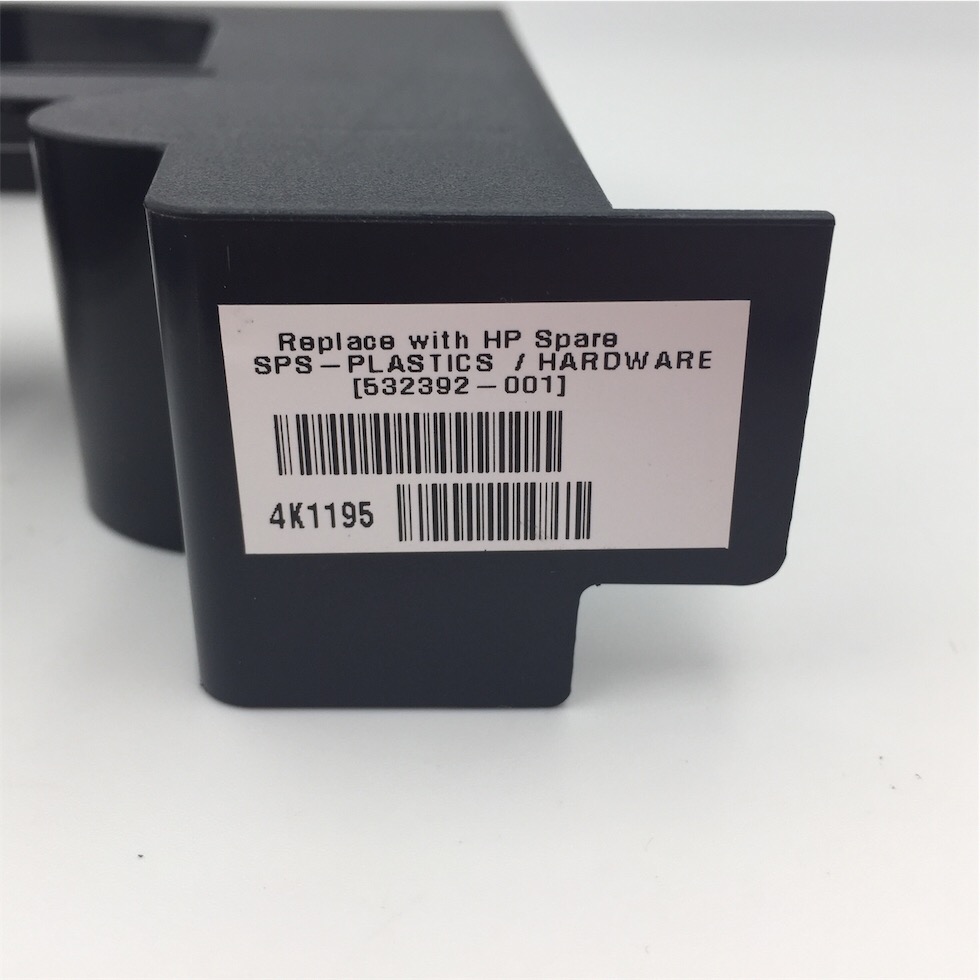 Replace with HP Spare
SPS-PLASTICS / HARDWARE
[532392-001]
4K1195